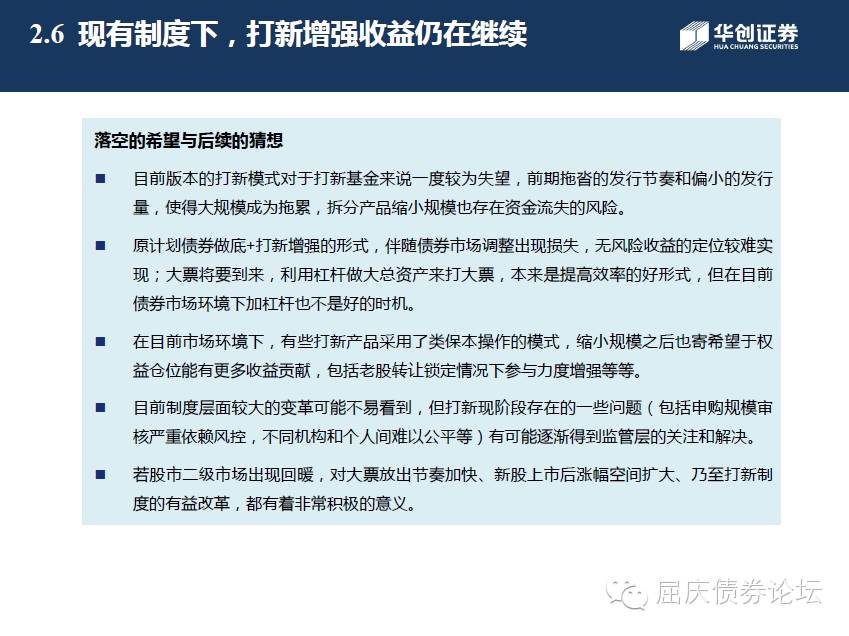 2.6 现有制度下，打新增强收益仍在继续
华创证券
HUA CHUANG SECURITIES
落空的希望与后续的猜想
■ 目前版本的打新模式对于打新基金来说一度较为失望，前期拖沓的发行节奏和偏小的发行
量，使得大规模成为拖累，拆分产品缩小规模也存在资金流失的风险。
■ 原计划债券做底+打新增强的形式，伴随债券市场调整出现损失，无风险收益的定位较难实
现；大票将要到来，利用杠杆做大总资产来打大票，本来是提高效率的好形式，但在目前
债券市场环境下加杠杆也不是好的时机。
■ 在目前市场环境下，有些打新产品采用了类保本操作的模式，缩小规模之后也寄希望于权
益仓位能有更多收益贡献，包括老股转让锁定情况下参与力度增强等等。
■ 目前制度层面较大的变革可能不易看到，但打新现阶段存在的一些问题（包括申购规模审
核严重依赖风控，不同机构和个人间难以公平等）有可能逐渐得到监管层的关注和解决。
■ 若股市二级市场出现回暖，对大票放出节奏加快、新股上市后涨幅空间扩大、乃至打新制
度的有益改革，都有着非常积极的意义。
屈庆债券论坛